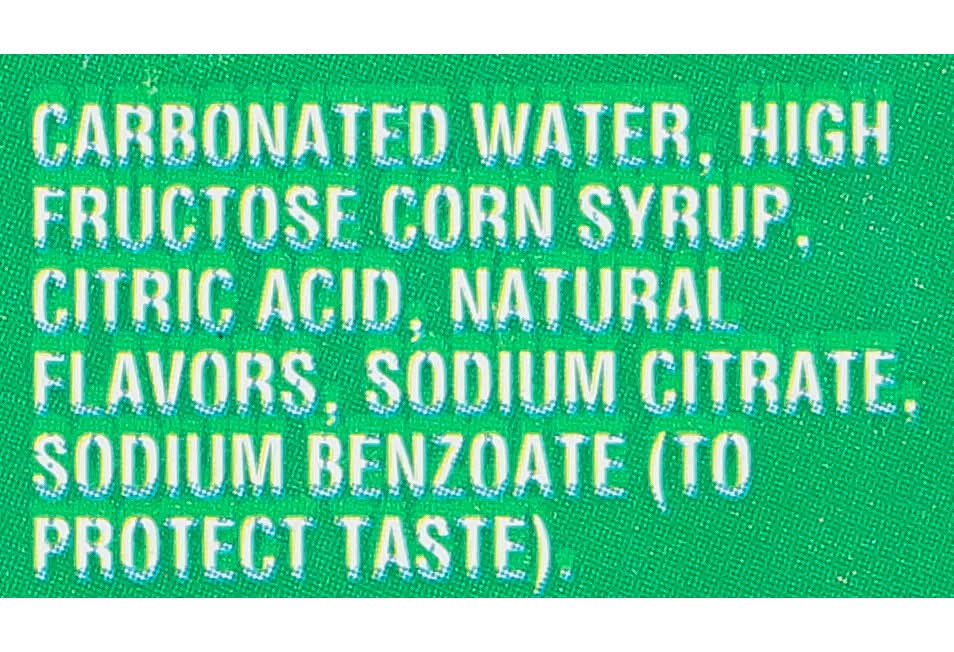 CARBONATED WATER, HIGH
FRUCTOSE CORN SYRUP,
CITRIC ACID, NATURAL
FLAVORS, SODIUM CITRATE,
SODIUM BENZOATE (TO
PROTECT TASTE).